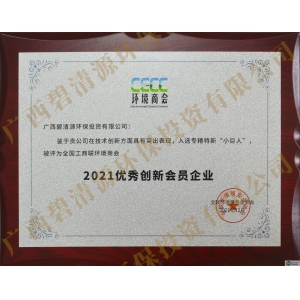 CECC
环境商会
广西碧清源环保投资有限公司:
鉴于贵公司在技术创新方面具有突出表现,入选专精特新“小巨人”,
被评为全国工商联环境商会
2021优秀创新会员企业
广西碧清源环保投资有限公司